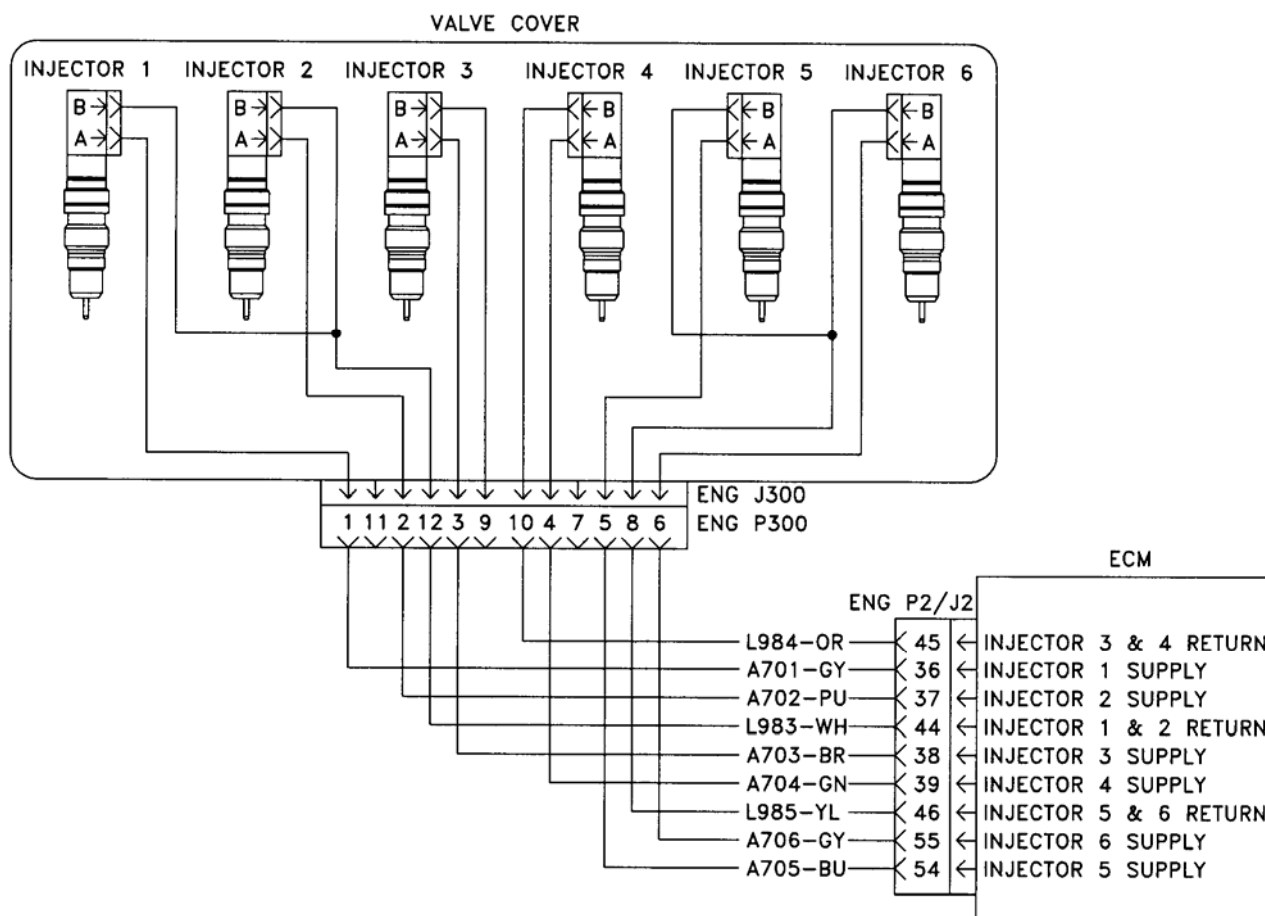 VALVE COVER
INJECTOR 1 INJECTOR 2 INJECTOR 3 INJECTOR 4 INJECTOR 5 INJECTOR 6
B B B B B B
A A A A A A
ENG J300
1 11 2 12 3 9 10 4 7 5 8 6 ENG P300
ECM
ENG P2/J2
L984-OR 45 INJECTOR 3 & 4 RETURN
A701-GY 36 INJECTOR 1 SUPPLY
A702-PU 37 INJECTOR 2 SUPPLY
L983-WH 44 INJECTOR 1 & 2 RETURN
A703-BR 38 INJECTOR 3 SUPPLY
A704-GN 39 INJECTOR 4 SUPPLY
L985-YL 46 INJECTOR 5 & 6 RETURN
A706-GY 55 INJECTOR 6 SUPPLY
A705-BU 54 INJECTOR 5 SUPPLY